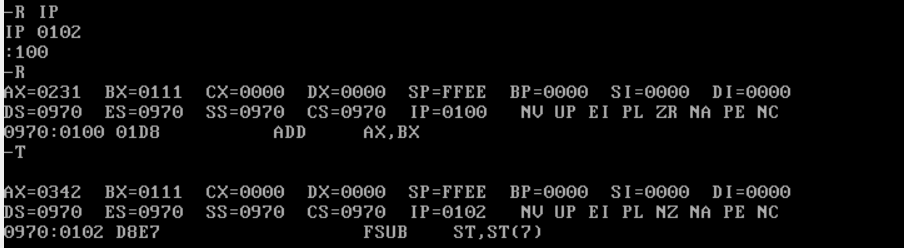 -R IP
IP 0102
:100
-R
AX=0231 BX=0111 CX=0000 DX=0000 SP=FFEE BP=0000 SI=0000 DI=0000
DS=0970 ES=0970 SS=0970 CS=0970 IP=0100 NV UP EI PL ZR NA PE NC
0970:0100 01D8 ADD AX,BX
-T
AX=0342 BX=0111 CX=0000 DX=0000 SP=FFEE BP=0000 SI=0000 DI=0000
DS=0970 ES=0970 SS=0970 CS=0970 IP=0102 NV UP EI PL NZ NA PE NC
0970:0102 D8E7 FSUB ST,ST(7)